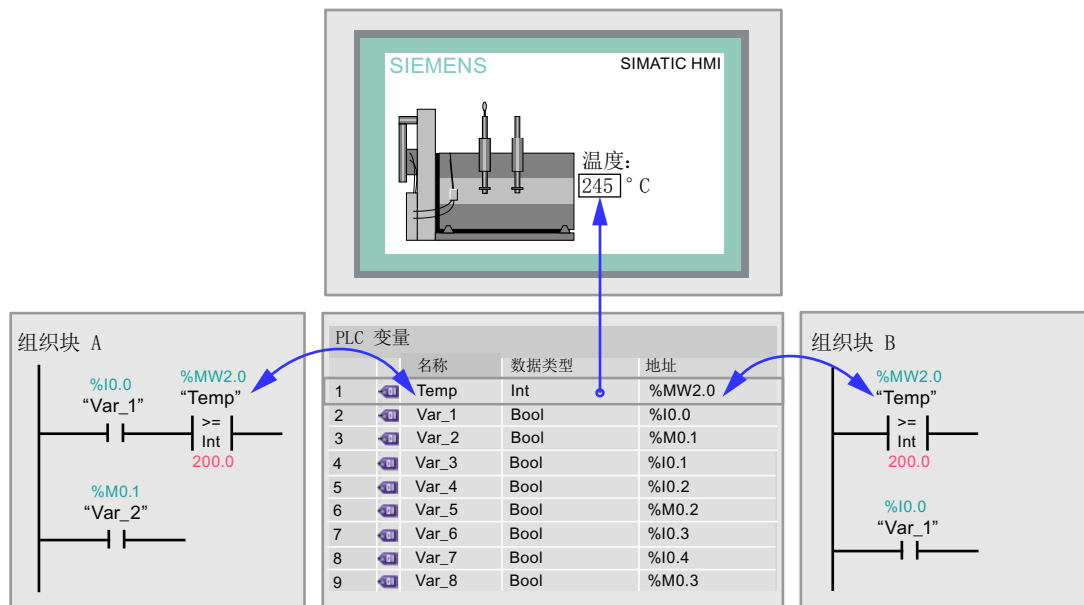 SIEMENS
SIMATIC HMI
温度:
245 °C
组织块 A
%I0.0
“Var_1”
%MW2.0
“Temp”
>=
Int
200.0
%M0.1
“Var_2”
PLC 变量
名称 数据类型 地址
1 Temp Int %MW2.0
2 Var_1 Bool %I0.0
3 Var_2 Bool %M0.1
4 Var_3 Bool %I0.1
5 Var_4 Bool %I0.2
6 Var_5 Bool %M0.2
7 Var_6 Bool %I0.3
8 Var_7 Bool %I0.4
9 Var_8 Bool %M0.3
组织块 B
%MW2.0
“Temp”
>=
Int
200.0
%I0.0
“Var_1”